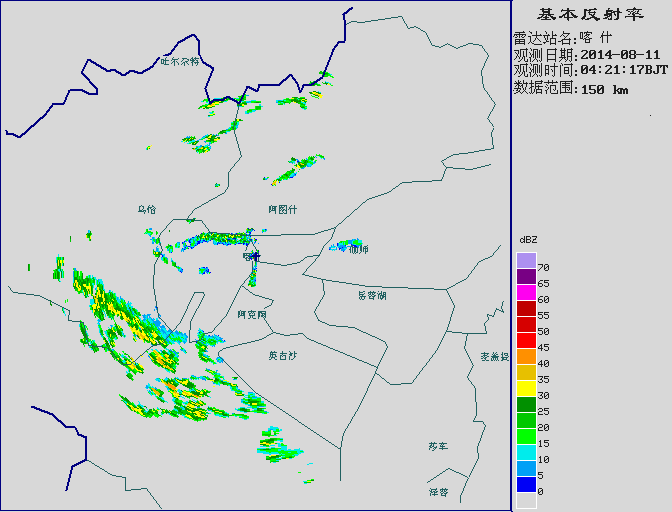 基本反射率
雷达站名:喀 什
观测日期:2014-08-11
观测时间:04:21:17BJT
数据范围:150 km
吐尔尕特
乌恰
阿图什
伽师
岳普湖
阿克陶
英吉沙
麦盖提
莎车
泽普
dBZ
70
65
60
55
50
45
40
35
30
25
20
15
10
5
0